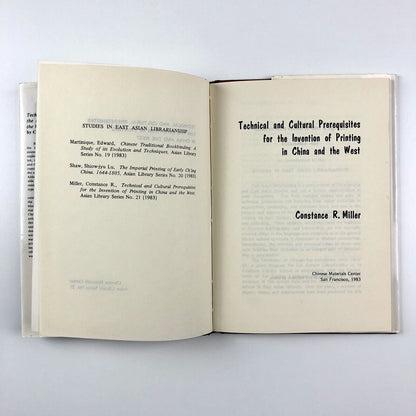 STUDIES IN EAST ASIAN LIBRARIANSHIP
Martinique, Edward, Chinese Traditional Bookbinding: A
Study of its Evolution and Techniques, Asian Library
Series No. 19 (1983)
Shaw, Shiow-jyu Lu, The Imperial Printing of Early Ch'ing
China, 1644-1805, Asian Library Series No. 20 (1983)
Miller, Constance R., Technical and Cultural Prerequisites
for the Invention of Printing in China and the West,
Asian Library Series No. 21 (1983)
Technical and Cultural Prerequisites
for the Invention of Printing
in China and the West
Constance R. Miller
Chinese Materials Center
San Francisco, 1983